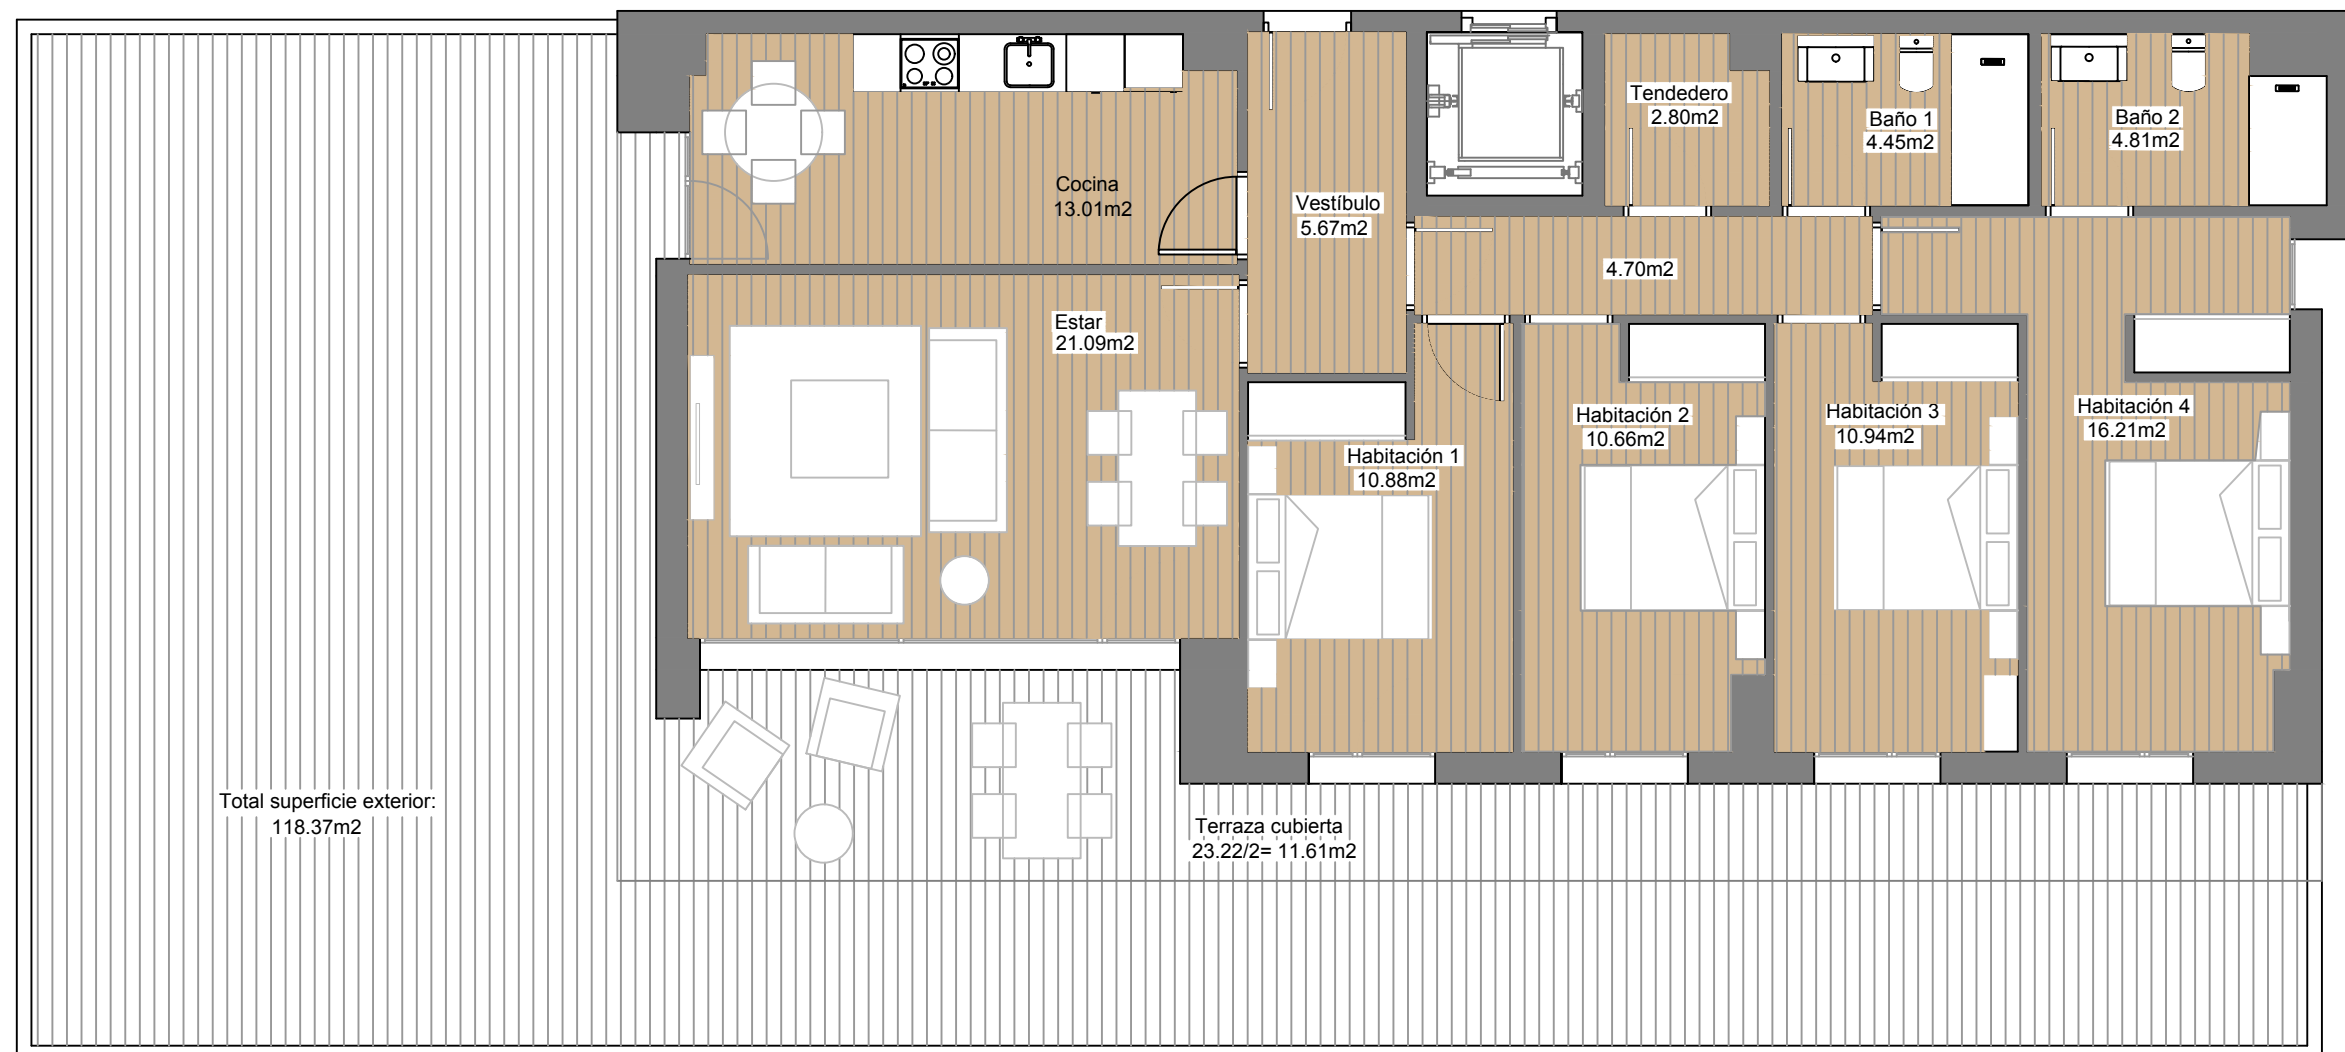 Tendedero
2.80m2
Baño 1
4.45m2
Baño 2
4.81m2
Cocina
13.01m2
Vestíbulo
5.67m2
4.70m2
Estar
21.09m2
Habitación 1
10.88m2
Habitación 2
10.66m2
Habitación 3
10.94m2
Habitación 4
16.21m2
Total superficie exterior:
118.37m2
Terraza cubierta
23.22/2= 11.61m2